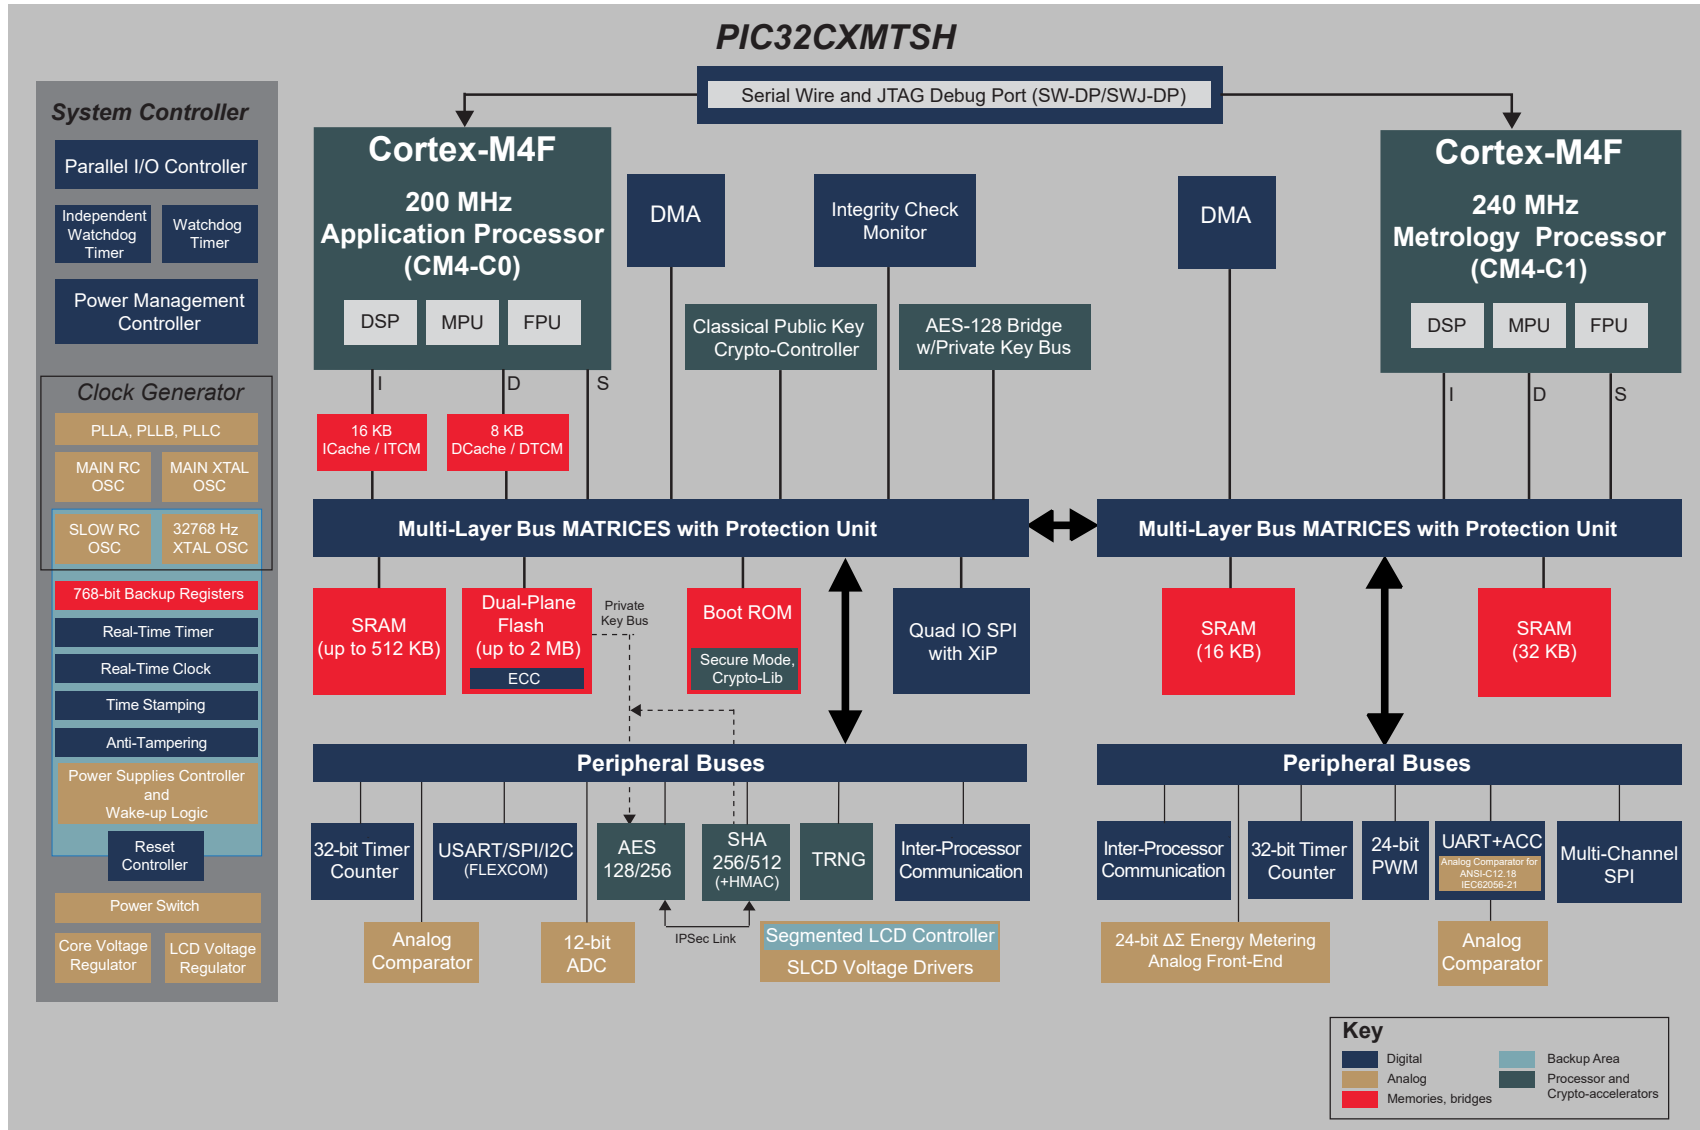 PIC32CXMTSH
Serial Wire and JTAG Debug Port (SW-DP/SWJ-DP)
System Controller
Parallel I/O Controller
Independent
Watchdog
Timer
Watchdog
Timer
Power Management
Controller
Clock Generator
PLLA, PLLB, PLLC
MAIN RC
OSC
MAIN XTAL
OSC
SLOW RC
OSC
32768 Hz
XTAL OSC
768-bit Backup Registers
Real-Time Timer
Real-Time Clock
Time Stamping
Anti-Tampering
Power Supplies Controller
and
Wake-up Logic
Reset
Controller
Power Switch
Core Voltage
Regulator
LCD Voltage
Regulator
Cortex-M4F
200 MHz
Application Processor
(CM4-C0)
DSP
MPU
FPU
I
D
S
16 KB
ICache / ITCM
8 KB
DCache / DTCM
DMA
Integrity Check
Monitor
Classical Public Key
Crypto-Controller
AES-128 Bridge
w/Private Key Bus
DMA
Cortex-M4F
240 MHz
Metrology Processor
(CM4-C1)
DSP
MPU
FPU
I
D
S
Multi-Layer Bus MATRICES with Protection Unit
Multi-Layer Bus MATRICES with Protection Unit
SRAM
(up to 512 KB)
Dual-Plane
Flash
(up to 2 MB)
ECC
Private
Key Bus
Boot ROM
Secure Mode,
Crypto-Lib
Quad IO SPI
with XiP
SRAM
(16 KB)
SRAM
(32 KB)
Peripheral Buses
Peripheral Buses
32-bit Timer
Counter
USART/SPI/I2C
(FLEXCOM)
AES
128/256
SHA
256/512
(+HMAC)
TRNG
Inter-Processor
Communication
Inter-Processor
Communication
32-bit Timer
Counter
24-bit
PWM
UART+ACC
Analog Comparator for
ANSI-C12.18
IEC62056-21
Multi-Channel
SPI
Analog
Comparator
12-bit
ADC
IPSec Link
Segmented LCD Controller
SLCD Voltage Drivers
24-bit ΔΣ Energy Metering
Analog Front-End
Analog
Comparator
Key
Digital
Analog
Memories, bridges
Backup Area
Processor and
Crypto-accelerators